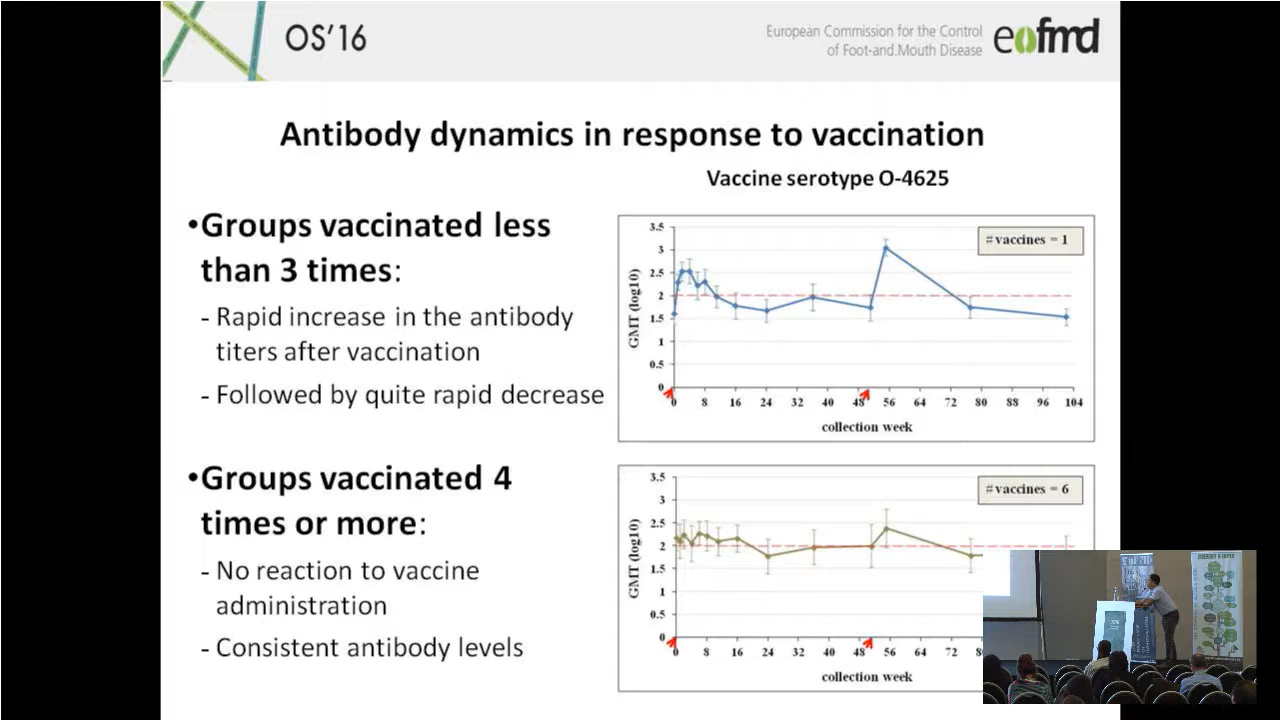 OS'16
European Commission for the Control
of Foot-and.Mouth Disease
eofmd
Antibody dynamics in response to vaccination
Vaccine serotype O-4625
•Groups vaccinated less
than 3 times:
- Rapid increase in the antibody
titers after vaccination
- Followed by quite rapid decrease
•Groups vaccinated 4
times or more:
- No reaction to vaccine
administration
- Consistent antibody levels
# vaccines = 1
GMT (log10)
3.5
3
2.5
2
1.5
1
0.5
0
0 8 16 24 32 40 48 56 64 72 80 88 96 104
collection week
# vaccines = 6
GMT (log10)
3.5
3
2.5
2
1.5
1
0.5
0
0 8 16 24 32 40 48 56 64 72
collection week